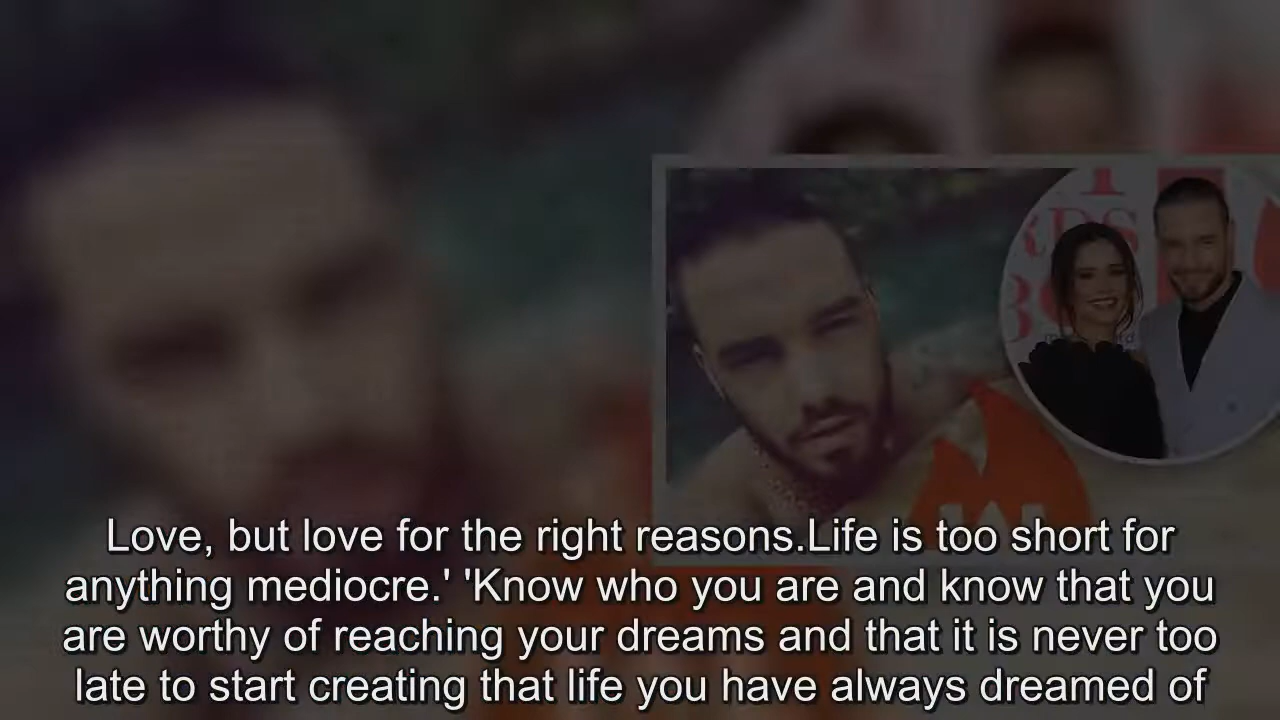 RDS
Love, but love for the right reasons.Life is too short for
anything mediocre.' 'Know who you are and know that you
are worthy of reaching your dreams and that it is never too
late to start creating that life you have always dreamed of